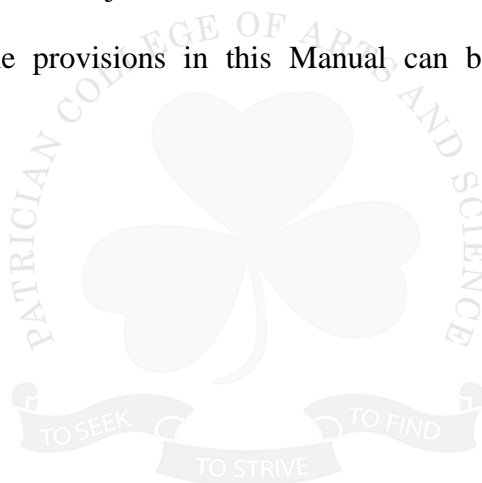 provisions in this Manual can
PATRICIAN COLLEGE OF ARTS AND SCIENCE
TO SEEK
TO STRIVE
TO FIND